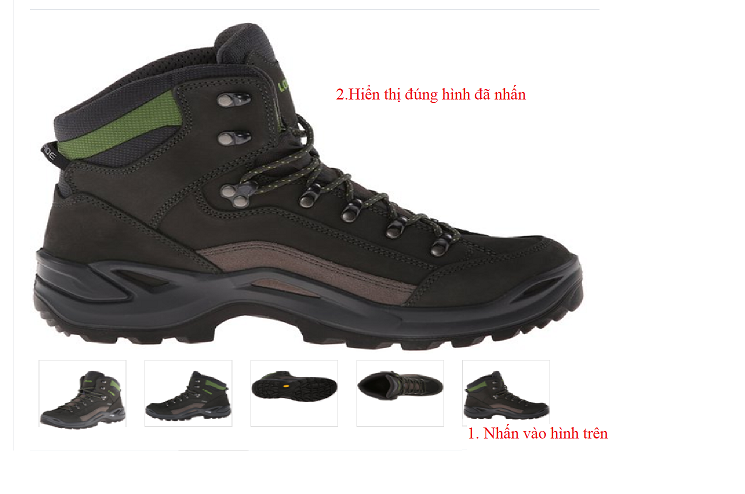 2.Hiển thị đúng hình đã nhấn
1. Nhấn vào hình trên